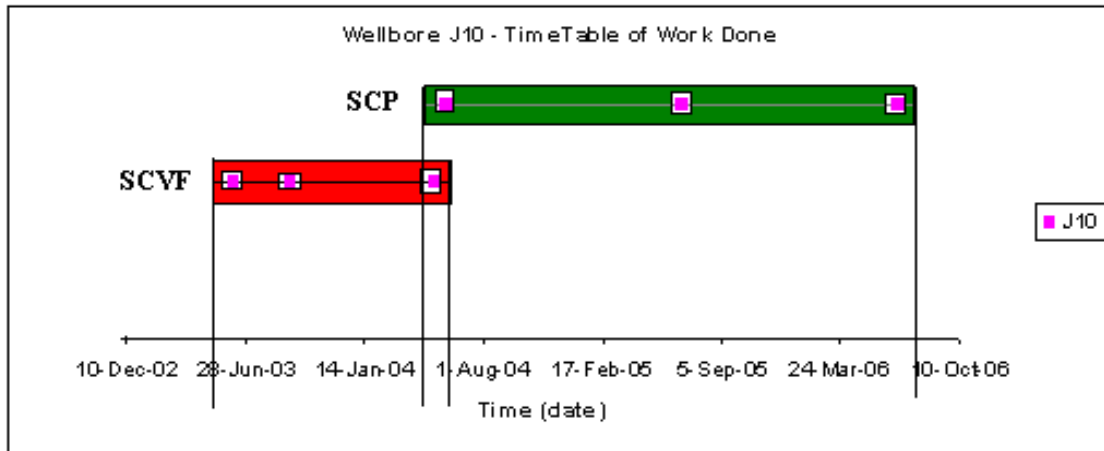 Wellbore J10 - TimeTable of Work Done
SCP
SCVF
J10
10-Dec-02 28-Jun-03 14-Jan-04 1-Aug-04 17-Feb-05 5-Sep-05 24-Mar-06 10-Oct-06
Time (date)